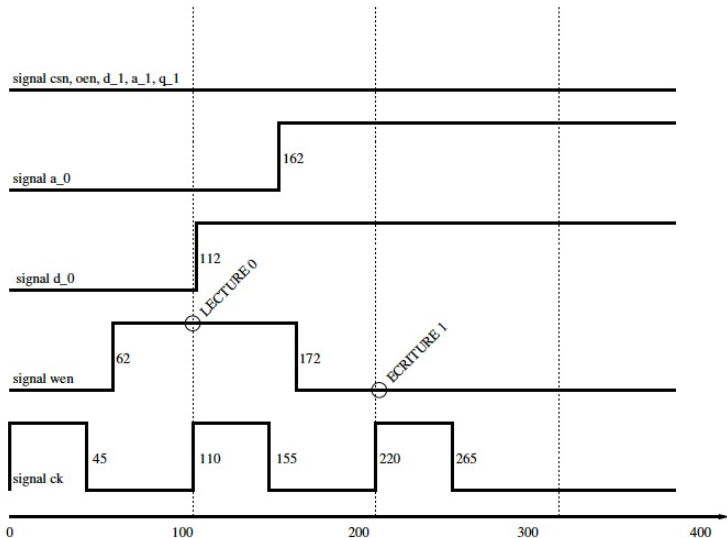 signal csn, oen, d_1, a_1, q_1
162
signal a_0
112
signal d_0
LECTURE 0
62
172
ECRITURE 1
signal wen
45
110
155
220
265
signal ck
0
100
200
300
400